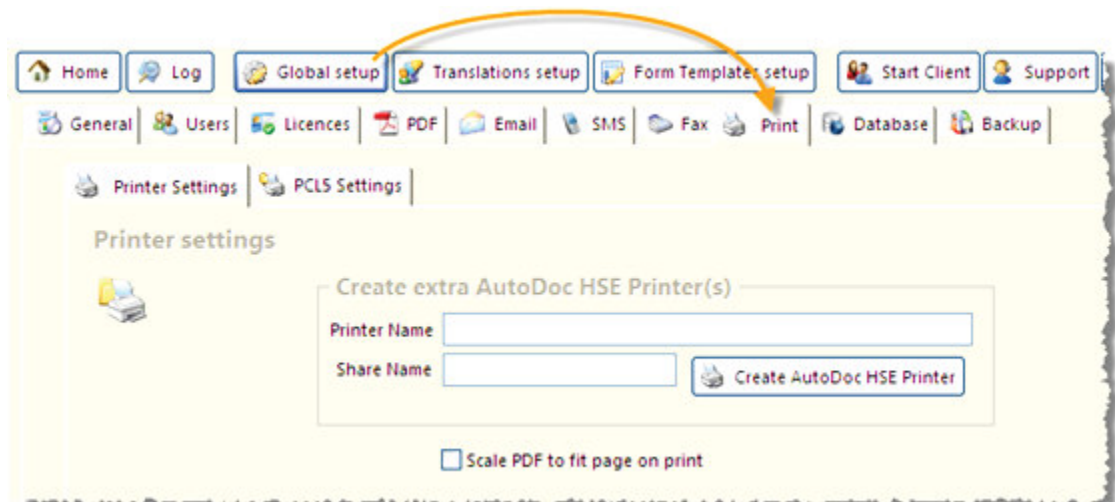 Home Log Global setup Translations setup Form Templates setup Start Client Support
General Users Licences PDF Email SMS Fax Print Database Backup
Printer Settings PCL5 Settings
Printer settings
Create extra AutoDoc HSE Printer(s)
Printer Name
Share Name Create AutoDoc HSE Printer
Scale PDF to fit page on print